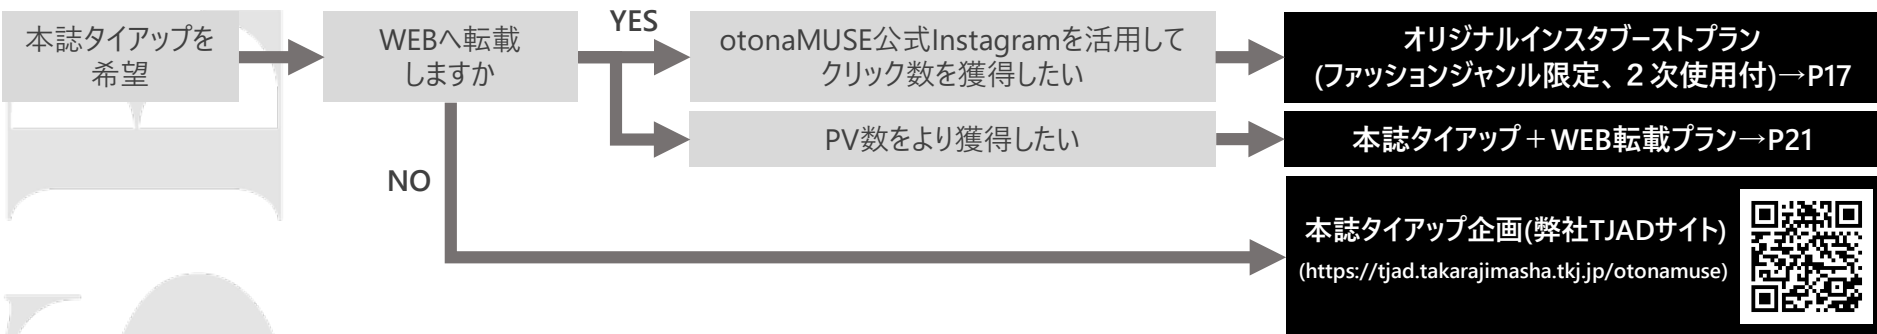 本誌タイアップを
希望
WEBへ転載
しますか
YES
otonaMUSE公式Instagramを活用して
クリック数を獲得したい
オリジナルインスタブーストプラン
(ファッションジャンル限定、２次使用付)→P17
PV数をより獲得したい
本誌タイアップ＋WEB転載プラン→P21
NO
本誌タイアップ企画(弊社TJADサイト)
(https://tjad.takarajimasha.tkj.jp/otonamuse)